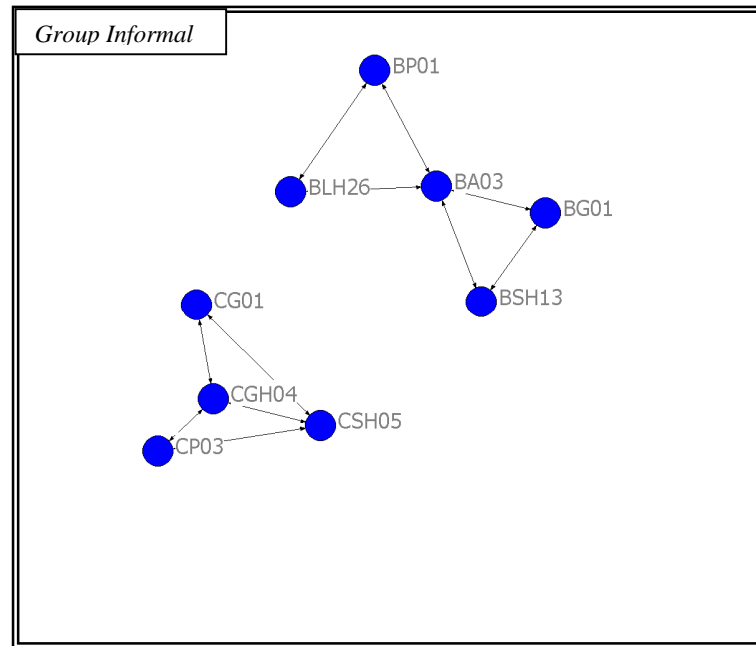 Group Informal
BP01
BLH26
BA03
BG01
BSH13
CG01
CGH04
CSH05
CP03